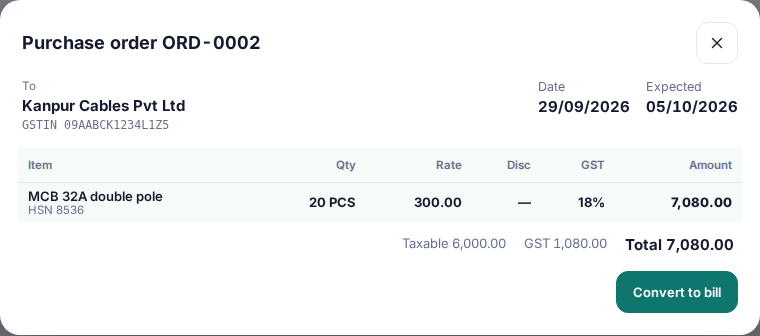 Purchase order ORD-0002
To
Kanpur Cables Pvt Ltd
GSTIN 09AABCK1234L1Z5
Date Expected
29/09/2026 05/10/2026
Item Qty Rate Disc GST Amount
MCB 32A double pole 20 PCS 300.00 — 18% 7,080.00
HSN 8536
Taxable 6,000.00 GST 1,080.00 Total 7,080.00
Convert to bill